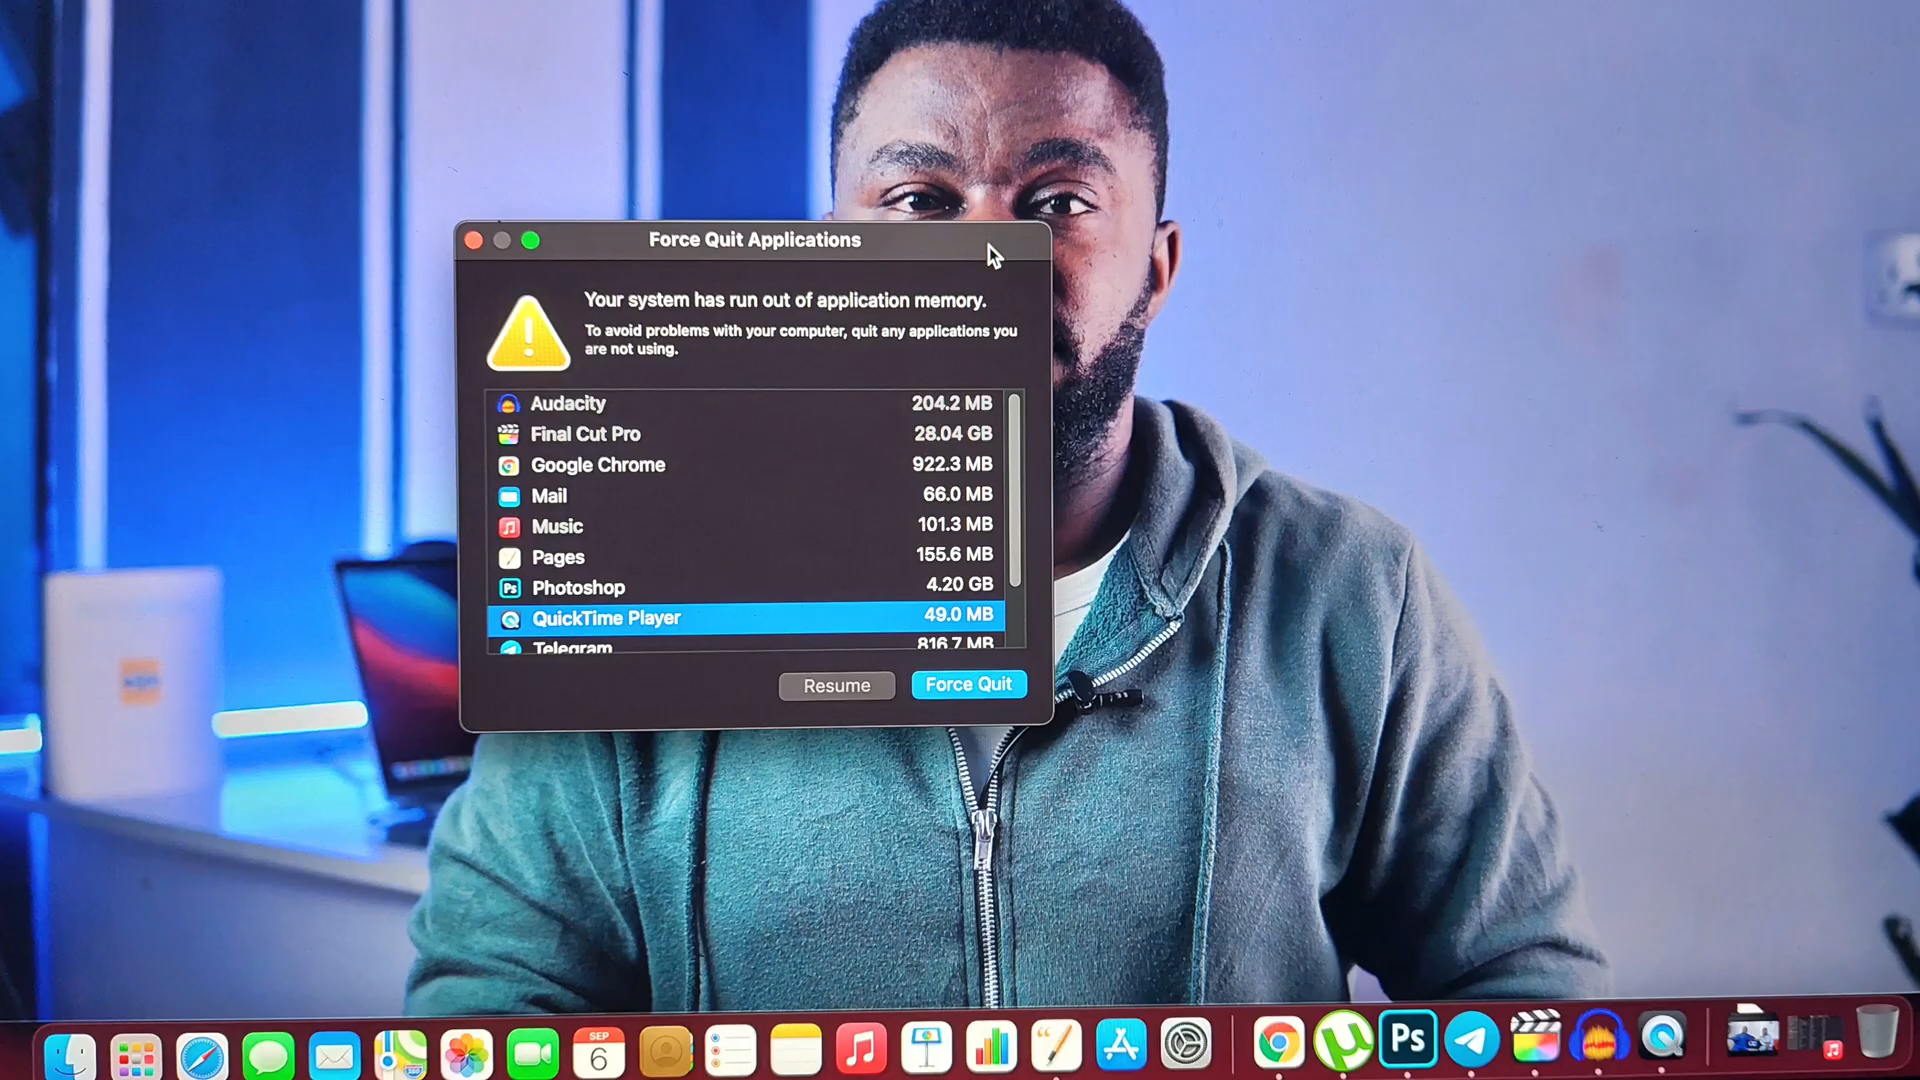 Force Quit Applications
Your system has run out of application memory.
To avoid problems with your computer, quit any applications you
are not using.
Audacity 204.2 MB
Final Cut Pro 28.04 GB
Google Chrome 922.3 MB
Mail 66.0 MB
Music 101.3 MB
Pages 155.6 MB
Ps Photoshop 4.20 GB
QuickTime Player 49.0 MB
Telegram 816.7 MB
Resume Force Quit
SEP
6
Ps